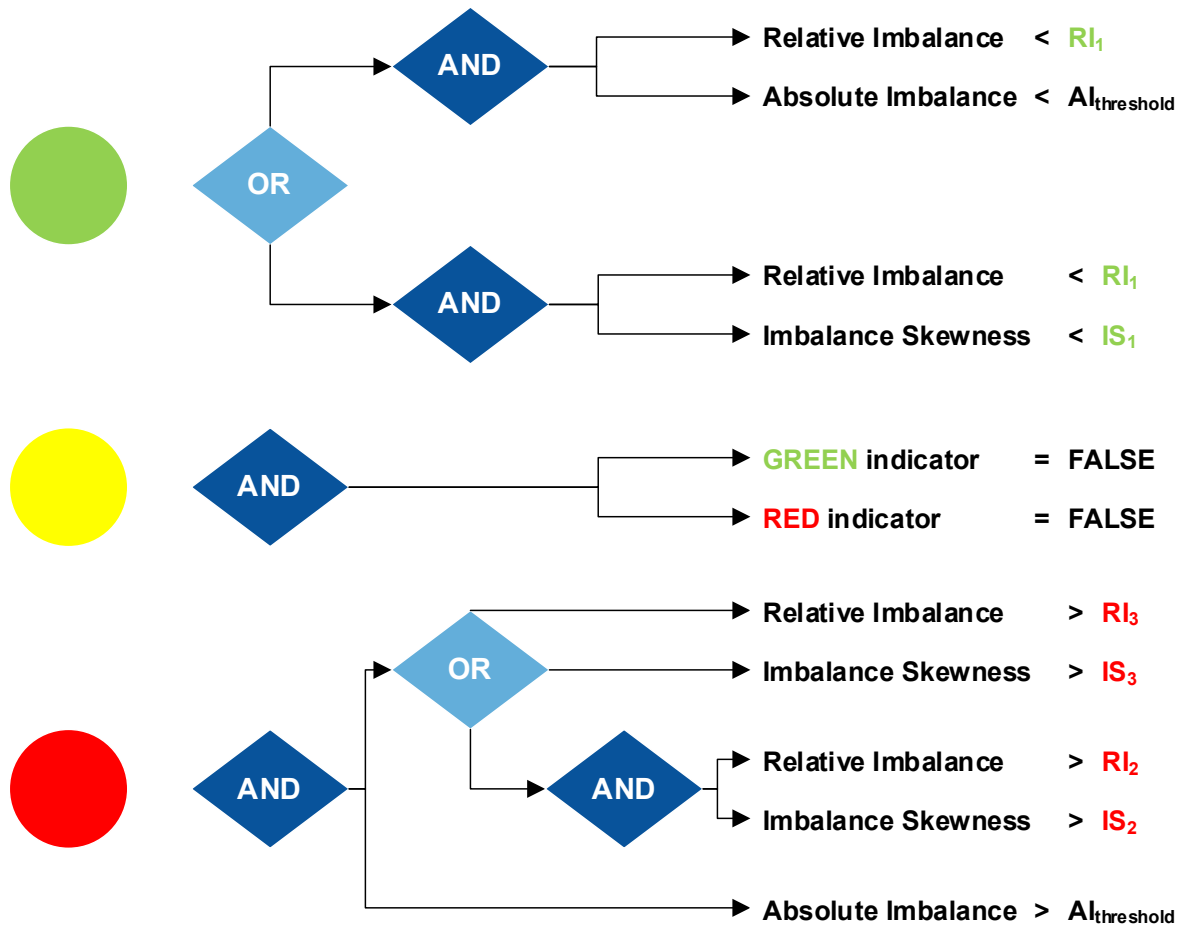 AND
Relative Imbalance < RI₁
Absolute Imbalance < AI_threshold
OR
AND
Relative Imbalance < RI₁
Imbalance Skewness < IS₁
AND
GREEN indicator = FALSE
RED indicator = FALSE
OR
Relative Imbalance > RI₃
Imbalance Skewness > IS₃
AND
AND
Relative Imbalance > RI₂
Imbalance Skewness > IS₂
Absolute Imbalance > AI_threshold